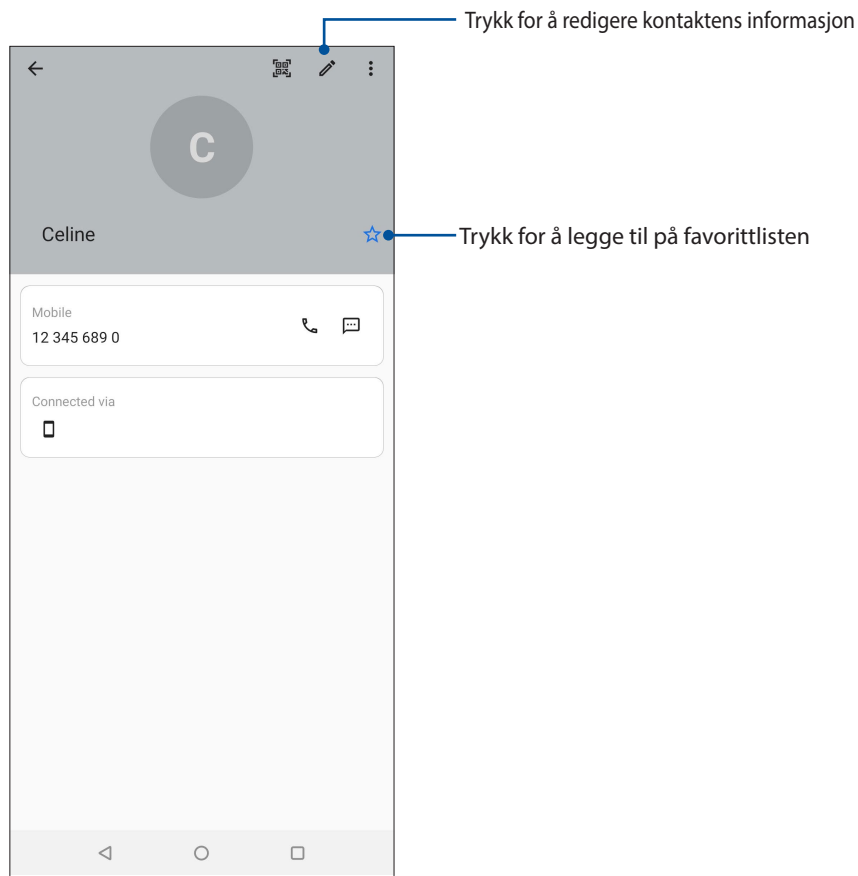 Trykk for å redigere kontaktens informasjon
C
Celine
Trykk for å legge til på favorittlisten
Mobile
12 345 689 0
Connected via